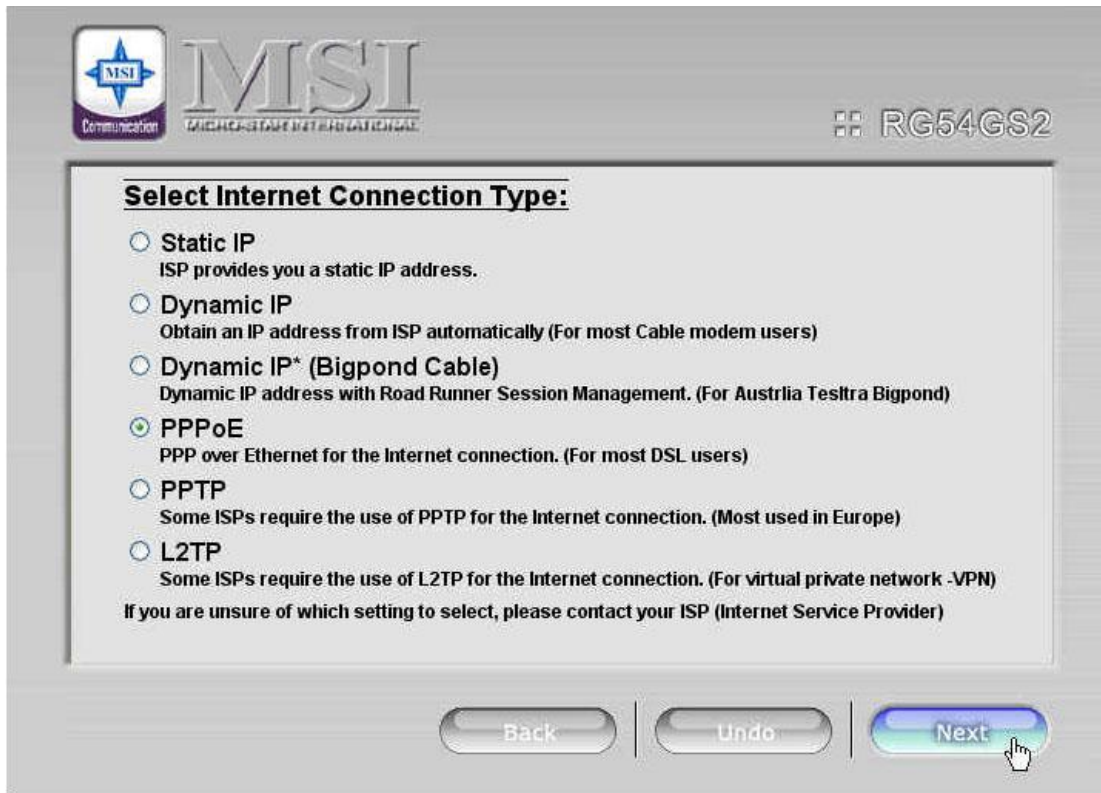 MSI
Communication
MSI
MICRO-STAR INTERNATIONAL
RG54GS2
Select Internet Connection Type:
Static IP
ISP provides you a static IP address.
Dynamic IP
Obtain an IP address from ISP automatically (For most Cable modem users)
Dynamic IP* (Bigpond Cable)
Dynamic IP address with Road Runner Session Management. (For Austrlia Tesltra Bigpond)
PPPoE
PPP over Ethernet for the Internet connection. (For most DSL users)
PPTP
Some ISPs require the use of PPTP for the Internet connection. (Most used in Europe)
L2TP
Some ISPs require the use of L2TP for the Internet connection. (For virtual private network -VPN)
If you are unsure of which setting to select, please contact your ISP (Internet Service Provider)
Back
Undo
Next